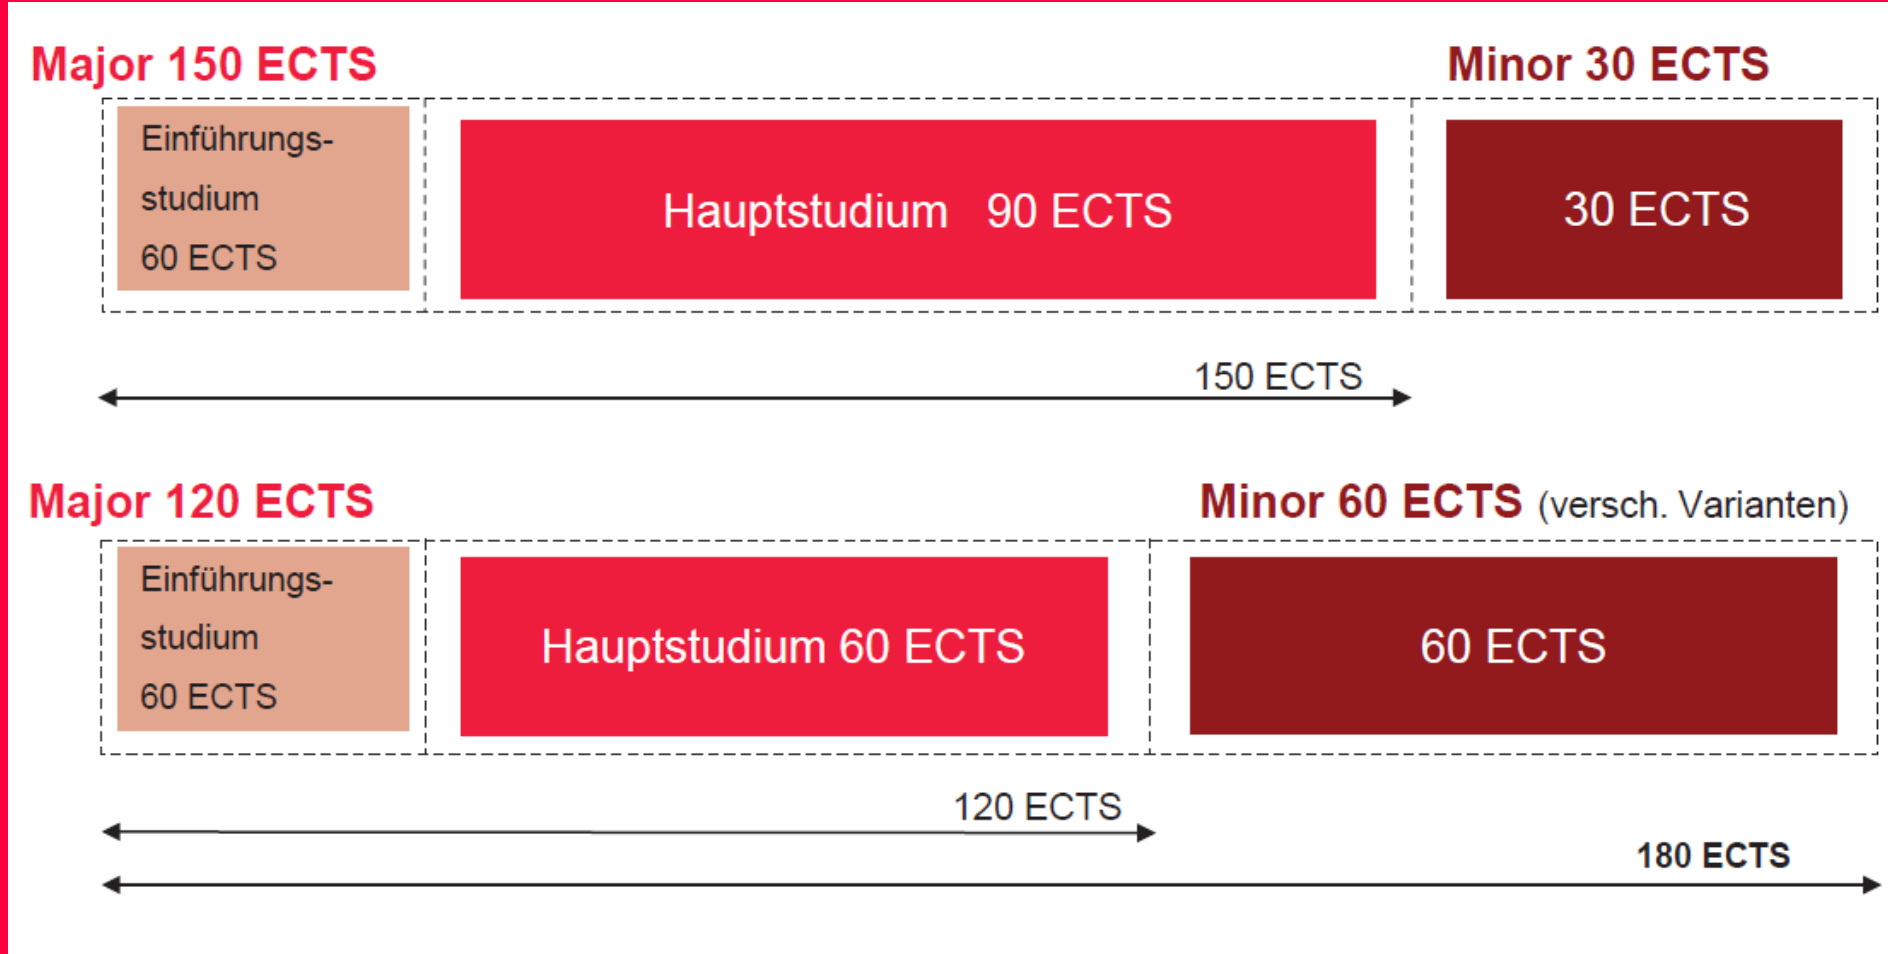 Major 150 ECTS
Minor 30 ECTS
Einführungs-
studium
60 ECTS
Hauptstudium 90 ECTS
30 ECTS
150 ECTS
Major 120 ECTS
Minor 60 ECTS (versch. Varianten)
Einführungs-
studium
60 ECTS
Hauptstudium 60 ECTS
60 ECTS
120 ECTS
180 ECTS